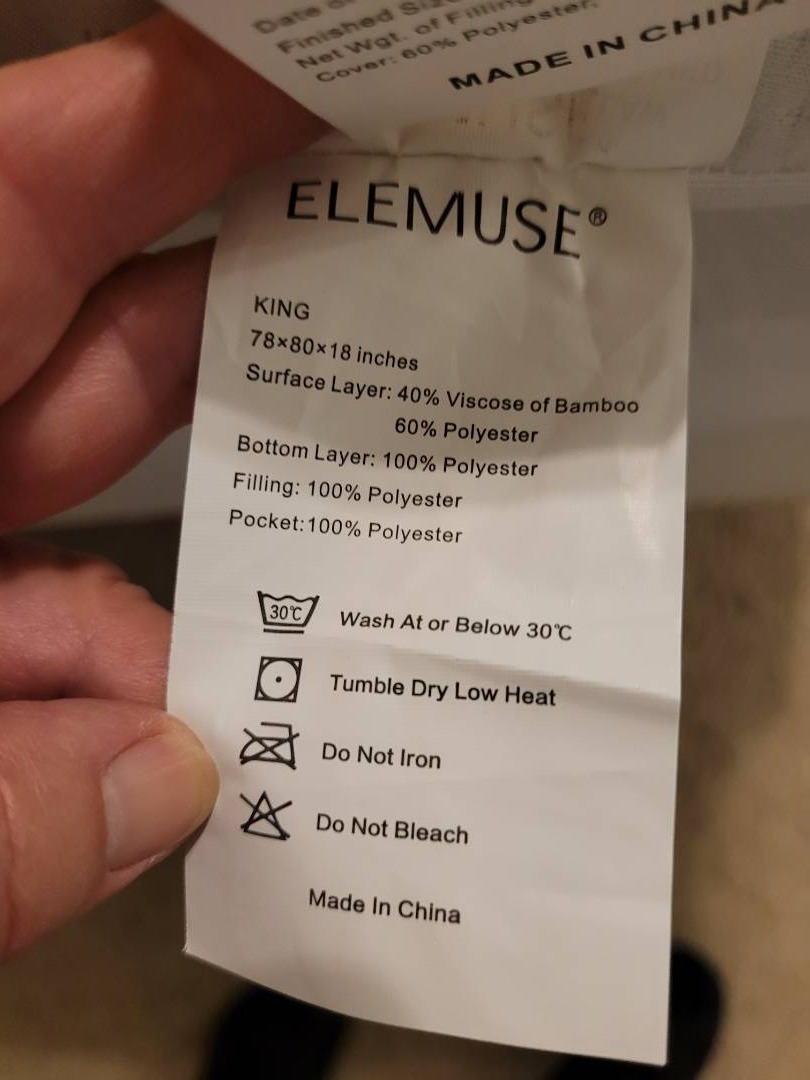 Date o
Finished Siz
Net Wgt. of Filling
Cover: 60% Polyester.
MADE IN CHINA
ELEMUSE®
KING
78×80×18 inches
Surface Layer: 40% Viscose of Bamboo
60% Polyester
Bottom Layer: 100% Polyester
Filling: 100% Polyester
Pocket:100% Polyester
30℃ Wash At or Below 30℃
Tumble Dry Low Heat
Do Not Iron
Do Not Bleach
Made In China